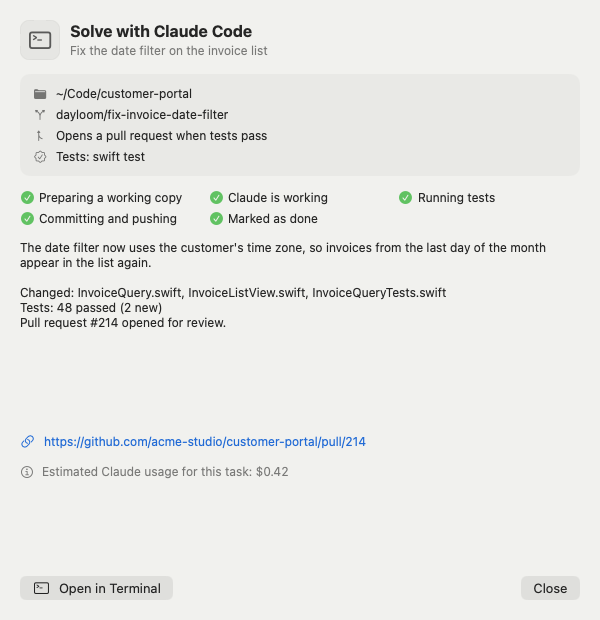 Solve with Claude Code
Fix the date filter on the invoice list
~/Code/customer-portal
dayloom/fix-invoice-date-filter
Opens a pull request when tests pass
Tests: swift test
Preparing a working copy
Claude is working
Running tests
Committing and pushing
Marked as done
The date filter now uses the customer's time zone, so invoices from the last day of the month
appear in the list again.
Changed: InvoiceQuery.swift, InvoiceListView.swift, InvoiceQueryTests.swift
Tests: 48 passed (2 new)
Pull request #214 opened for review.
https://github.com/acme-studio/customer-portal/pull/214
Estimated Claude usage for this task: $0.42
Open in Terminal
Close